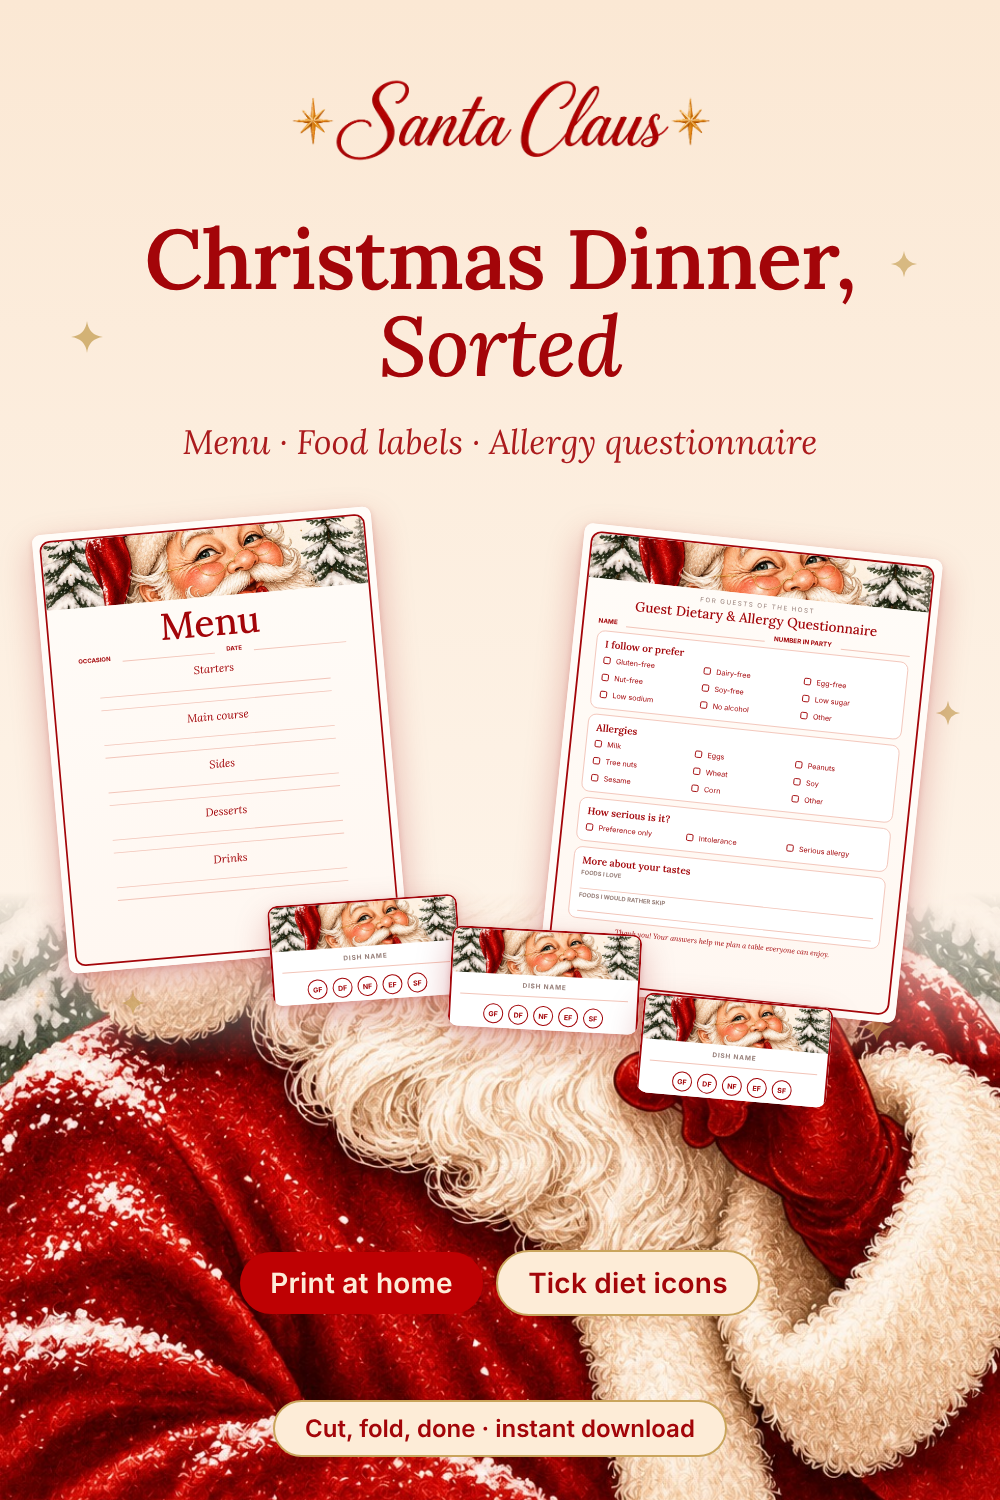 Santa Claus
Christmas Dinner,
Sorted
Menu · Food labels · Allergy questionnaire
Menu
OCCASION
DATE
Starters
Main course
Sides
Desserts
Drinks
FOR GUESTS OF THE HOST
Guest Dietary & Allergy Questionnaire
NAME
NUMBER IN PARTY
I follow or prefer
Gluten-free
Dairy-free
Egg-free
Nut-free
Soy-free
Low sugar
Low sodium
No alcohol
Other
Allergies
Milk
Eggs
Peanuts
Tree nuts
Wheat
Soy
Sesame
Corn
Other
How serious is it?
Preference only
Intolerance
Serious allergy
More about your tastes
FOODS I LOVE
FOODS I WOULD RATHER SKIP
Thank you! Your answers help me plan a table everyone can enjoy.
DISH NAME
GF DF NF EF SF
DISH NAME
GF DF NF EF SF
DISH NAME
GF DF NF EF SF
Print at home
Tick diet icons
Cut, fold, done · instant download